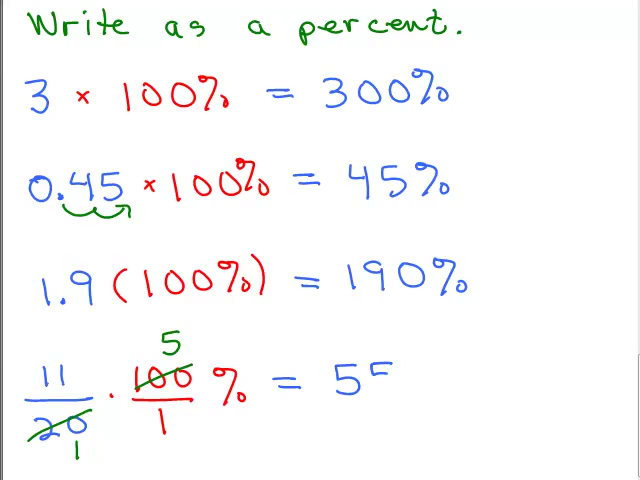 Write as a percent.
3 × 100% = 300%
0.45 × 100% = 45%
1.9 (100%) = 190%
5
11/20 · 100/1 % = 55
1